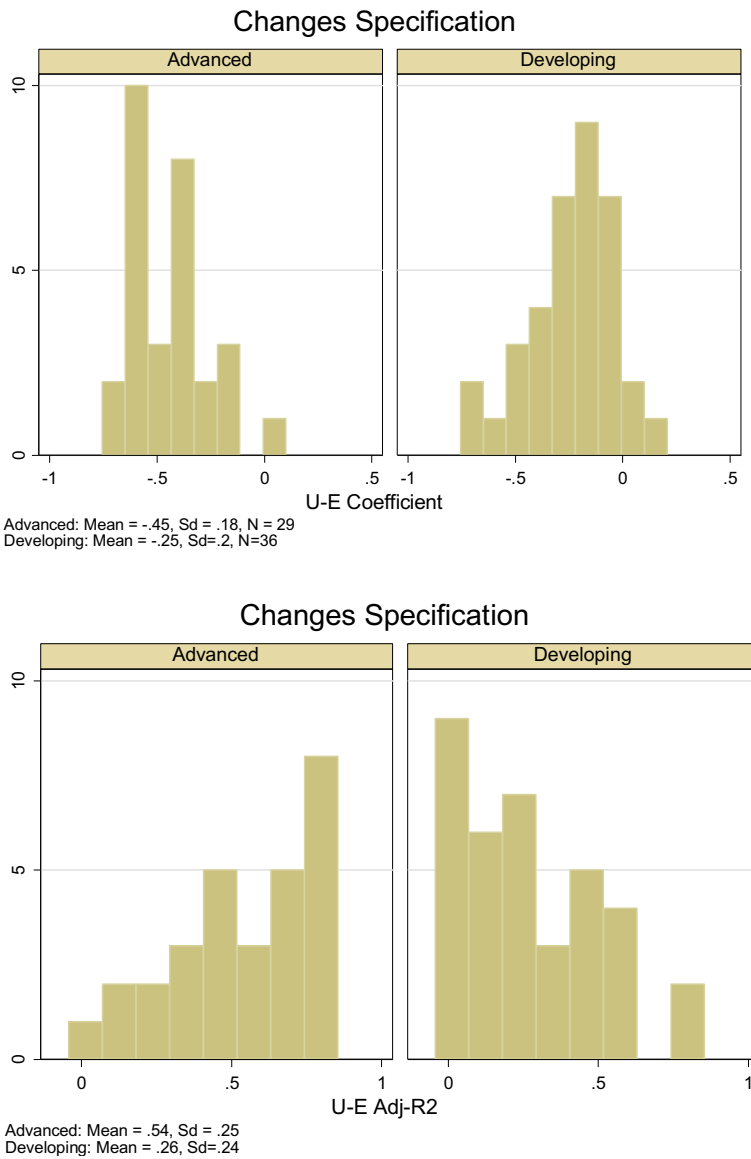 Changes Specification
Advanced Developing
10
5
0
-1 -.5 0 .5 -1 -.5 0 .5
U-E Coefficient
Advanced: Mean = -.45, Sd = .18, N = 29
Developing: Mean = -.25, Sd=.2, N=36
Changes Specification
Advanced Developing
10
5
0
0 .5 1 0 .5 1
U-E Adj-R2
Advanced: Mean = .54, Sd = .25
Developing: Mean = .26, Sd=.24